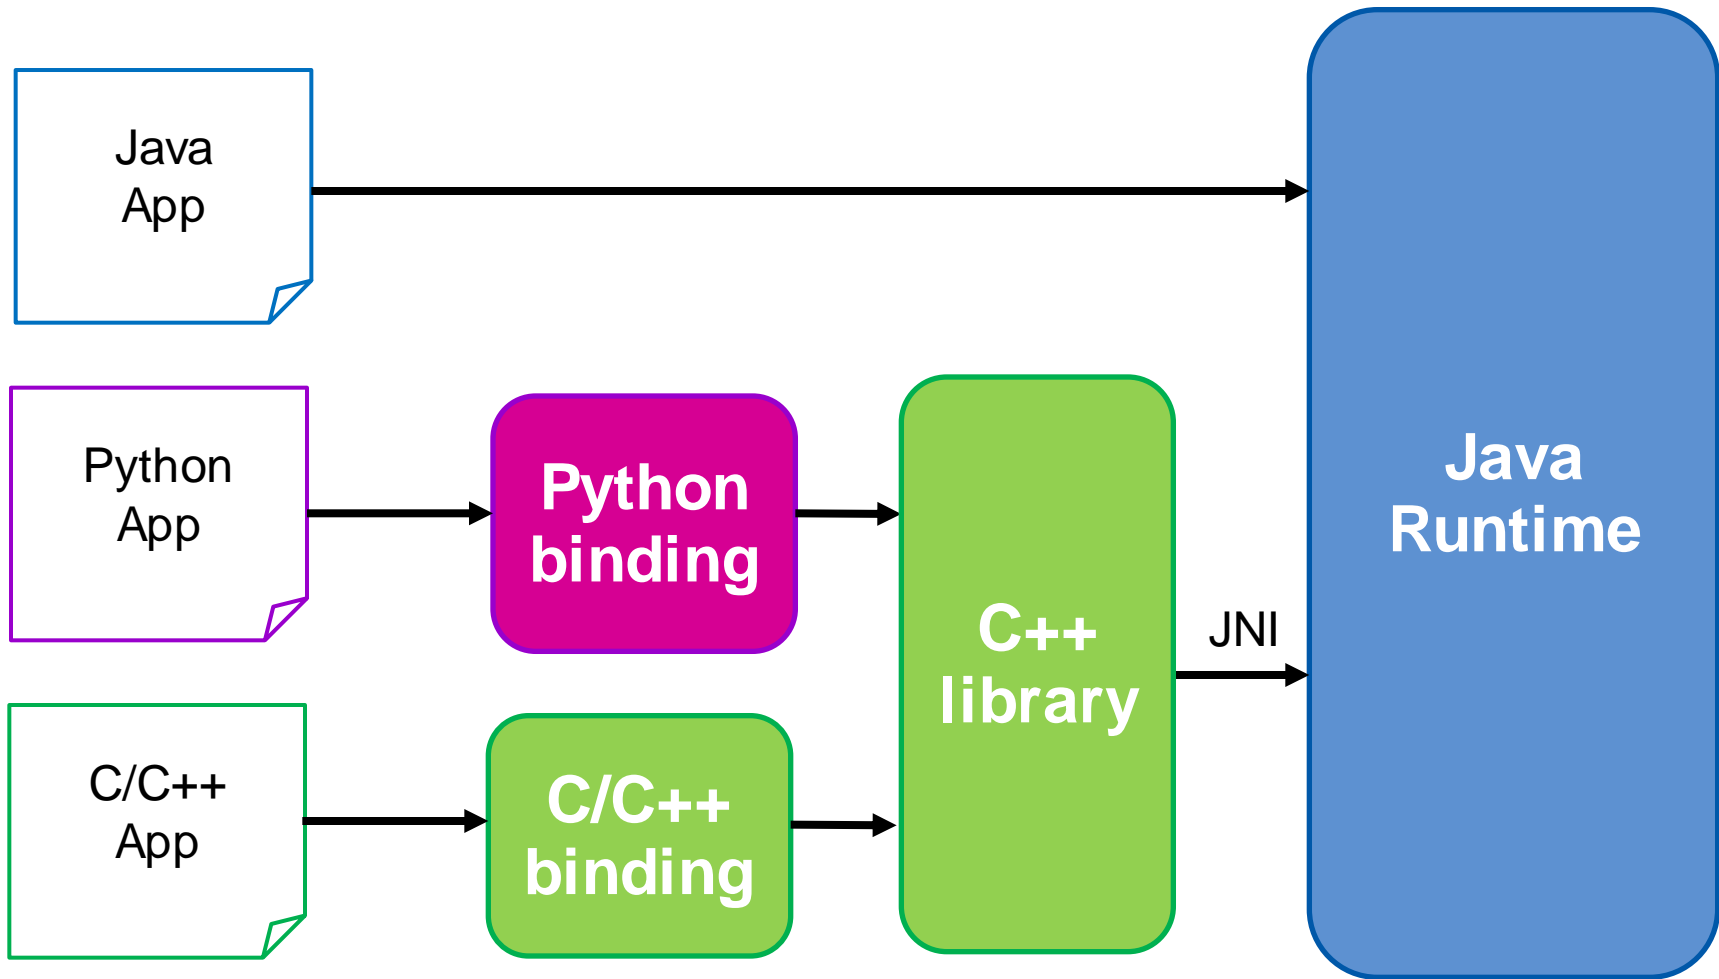 Java
App
Python
App
Python
binding
C/C++
App
C/C++
binding
C++
library
JNI
Java
Runtime